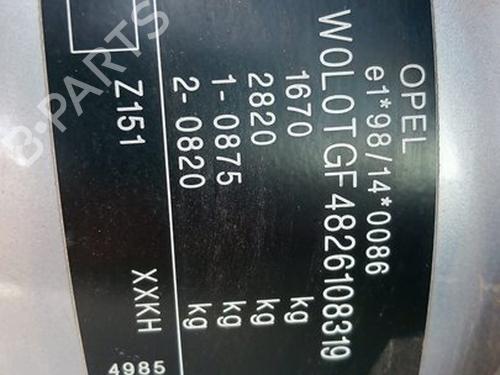 OPEL
e1*98/14*0086
W0L0TGF4826108319
1670 kg
2820 kg
1-0875 kg
2-0820 kg
Z151 XXKH
4985
B-PARTS